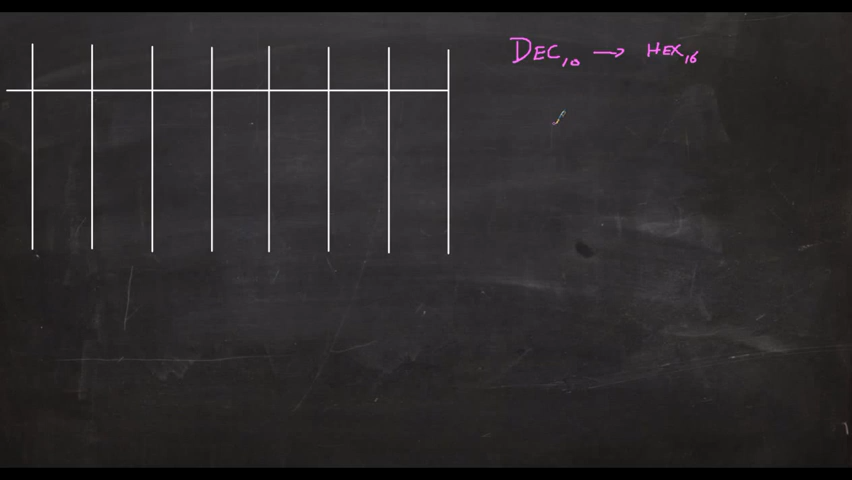 DEC₁₀ → HEX₁₆